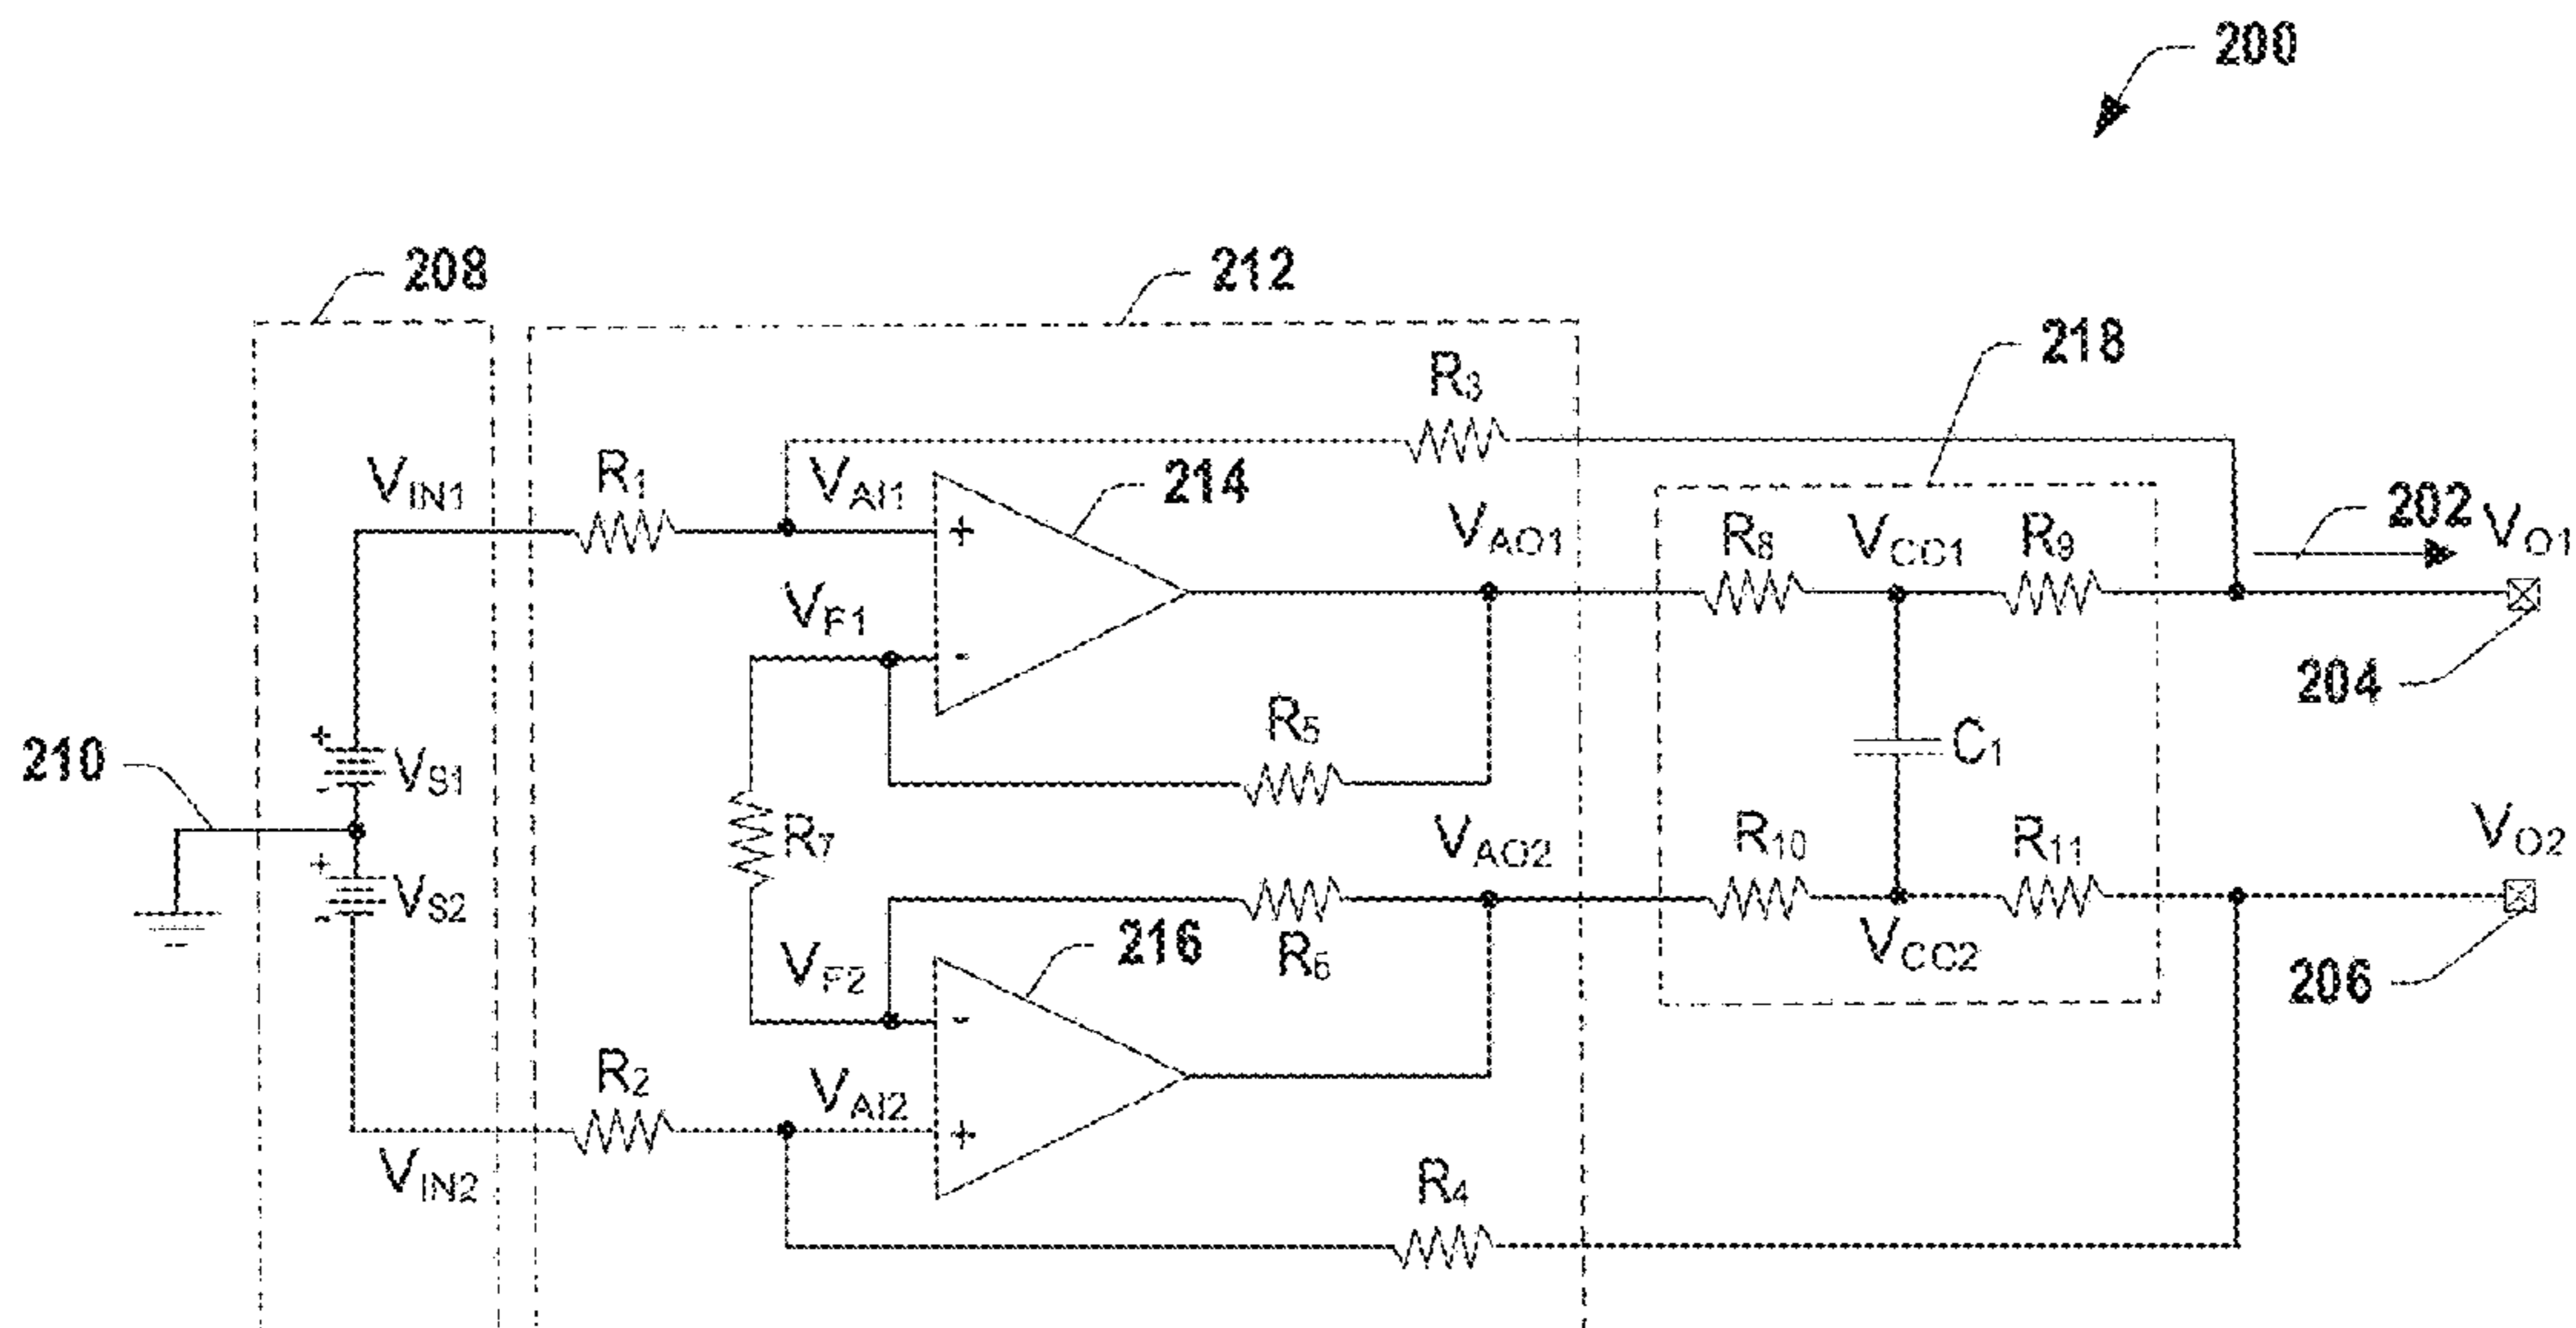 200
208
212
218
R3
VIN1
R1
VAI1
+
214
VAO1
R8
VCC1
R9
202
VO1
VF1
-
204
R5
+
210
VS1
-
C1
R7
VAO2
R10
R11
VO2
+
VS2
-
VF2
216
R6
VCC2
206
-
R2
VAI2
+
VIN2
R4